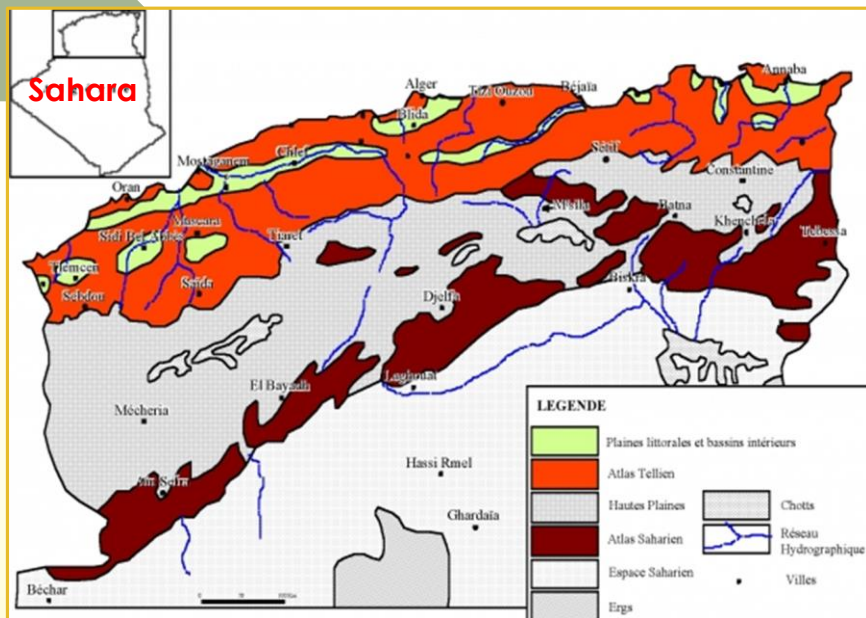 Sahara
Annaba
Alger
Tizi Ouzou
Béjaïa
Blida
Chlef
Mostaganem
Sétif
Constantine
Oran
M'sila
Batna
Khenchela
Mascara
Tiaret
Tebessa
Sidi Bel Abbès
Tlemcen
Saïda
Biskra
Sebdou
Djelfa
El Bayadh
Laghouat
Mécheria
Hassi Rmel
Ain Sefra
Ghardaïa
Béchar
LEGENDE
Plaines littorales et bassins intérieurs
Atlas Tellien
Hautes Plaines
Chotts
Atlas Saharien
Réseau
Hydrographique
Espace Saharien
Villes
Ergs